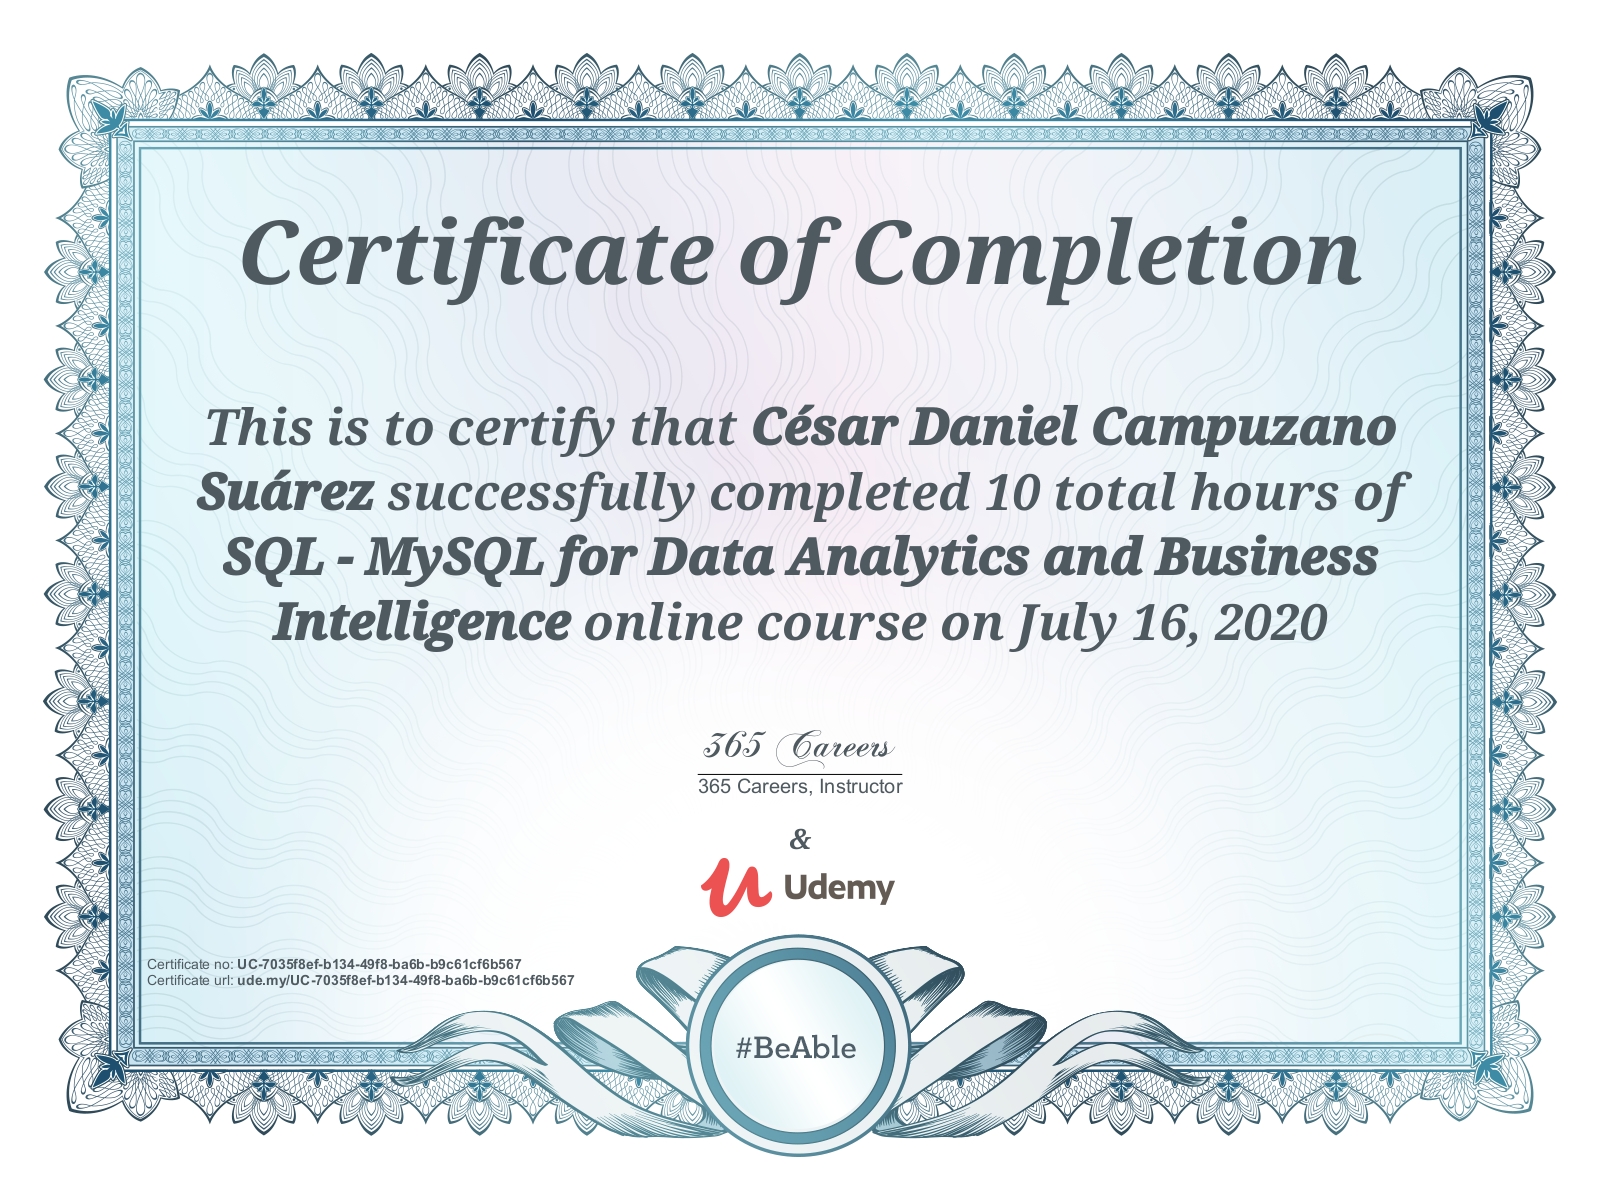 Certificate of Completion
This is to certify that César Daniel Campuzano
Suárez successfully completed 10 total hours of
SQL - MySQL for Data Analytics and Business
Intelligence online course on July 16, 2020
365 Careers
365 Careers, Instructor
&
Udemy
Certificate no: UC-7035f8ef-b134-49f8-ba6b-b9c61cf6b567
Certificate url: ude.my/UC-7035f8ef-b134-49f8-ba6b-b9c61cf6b567
#BeAble